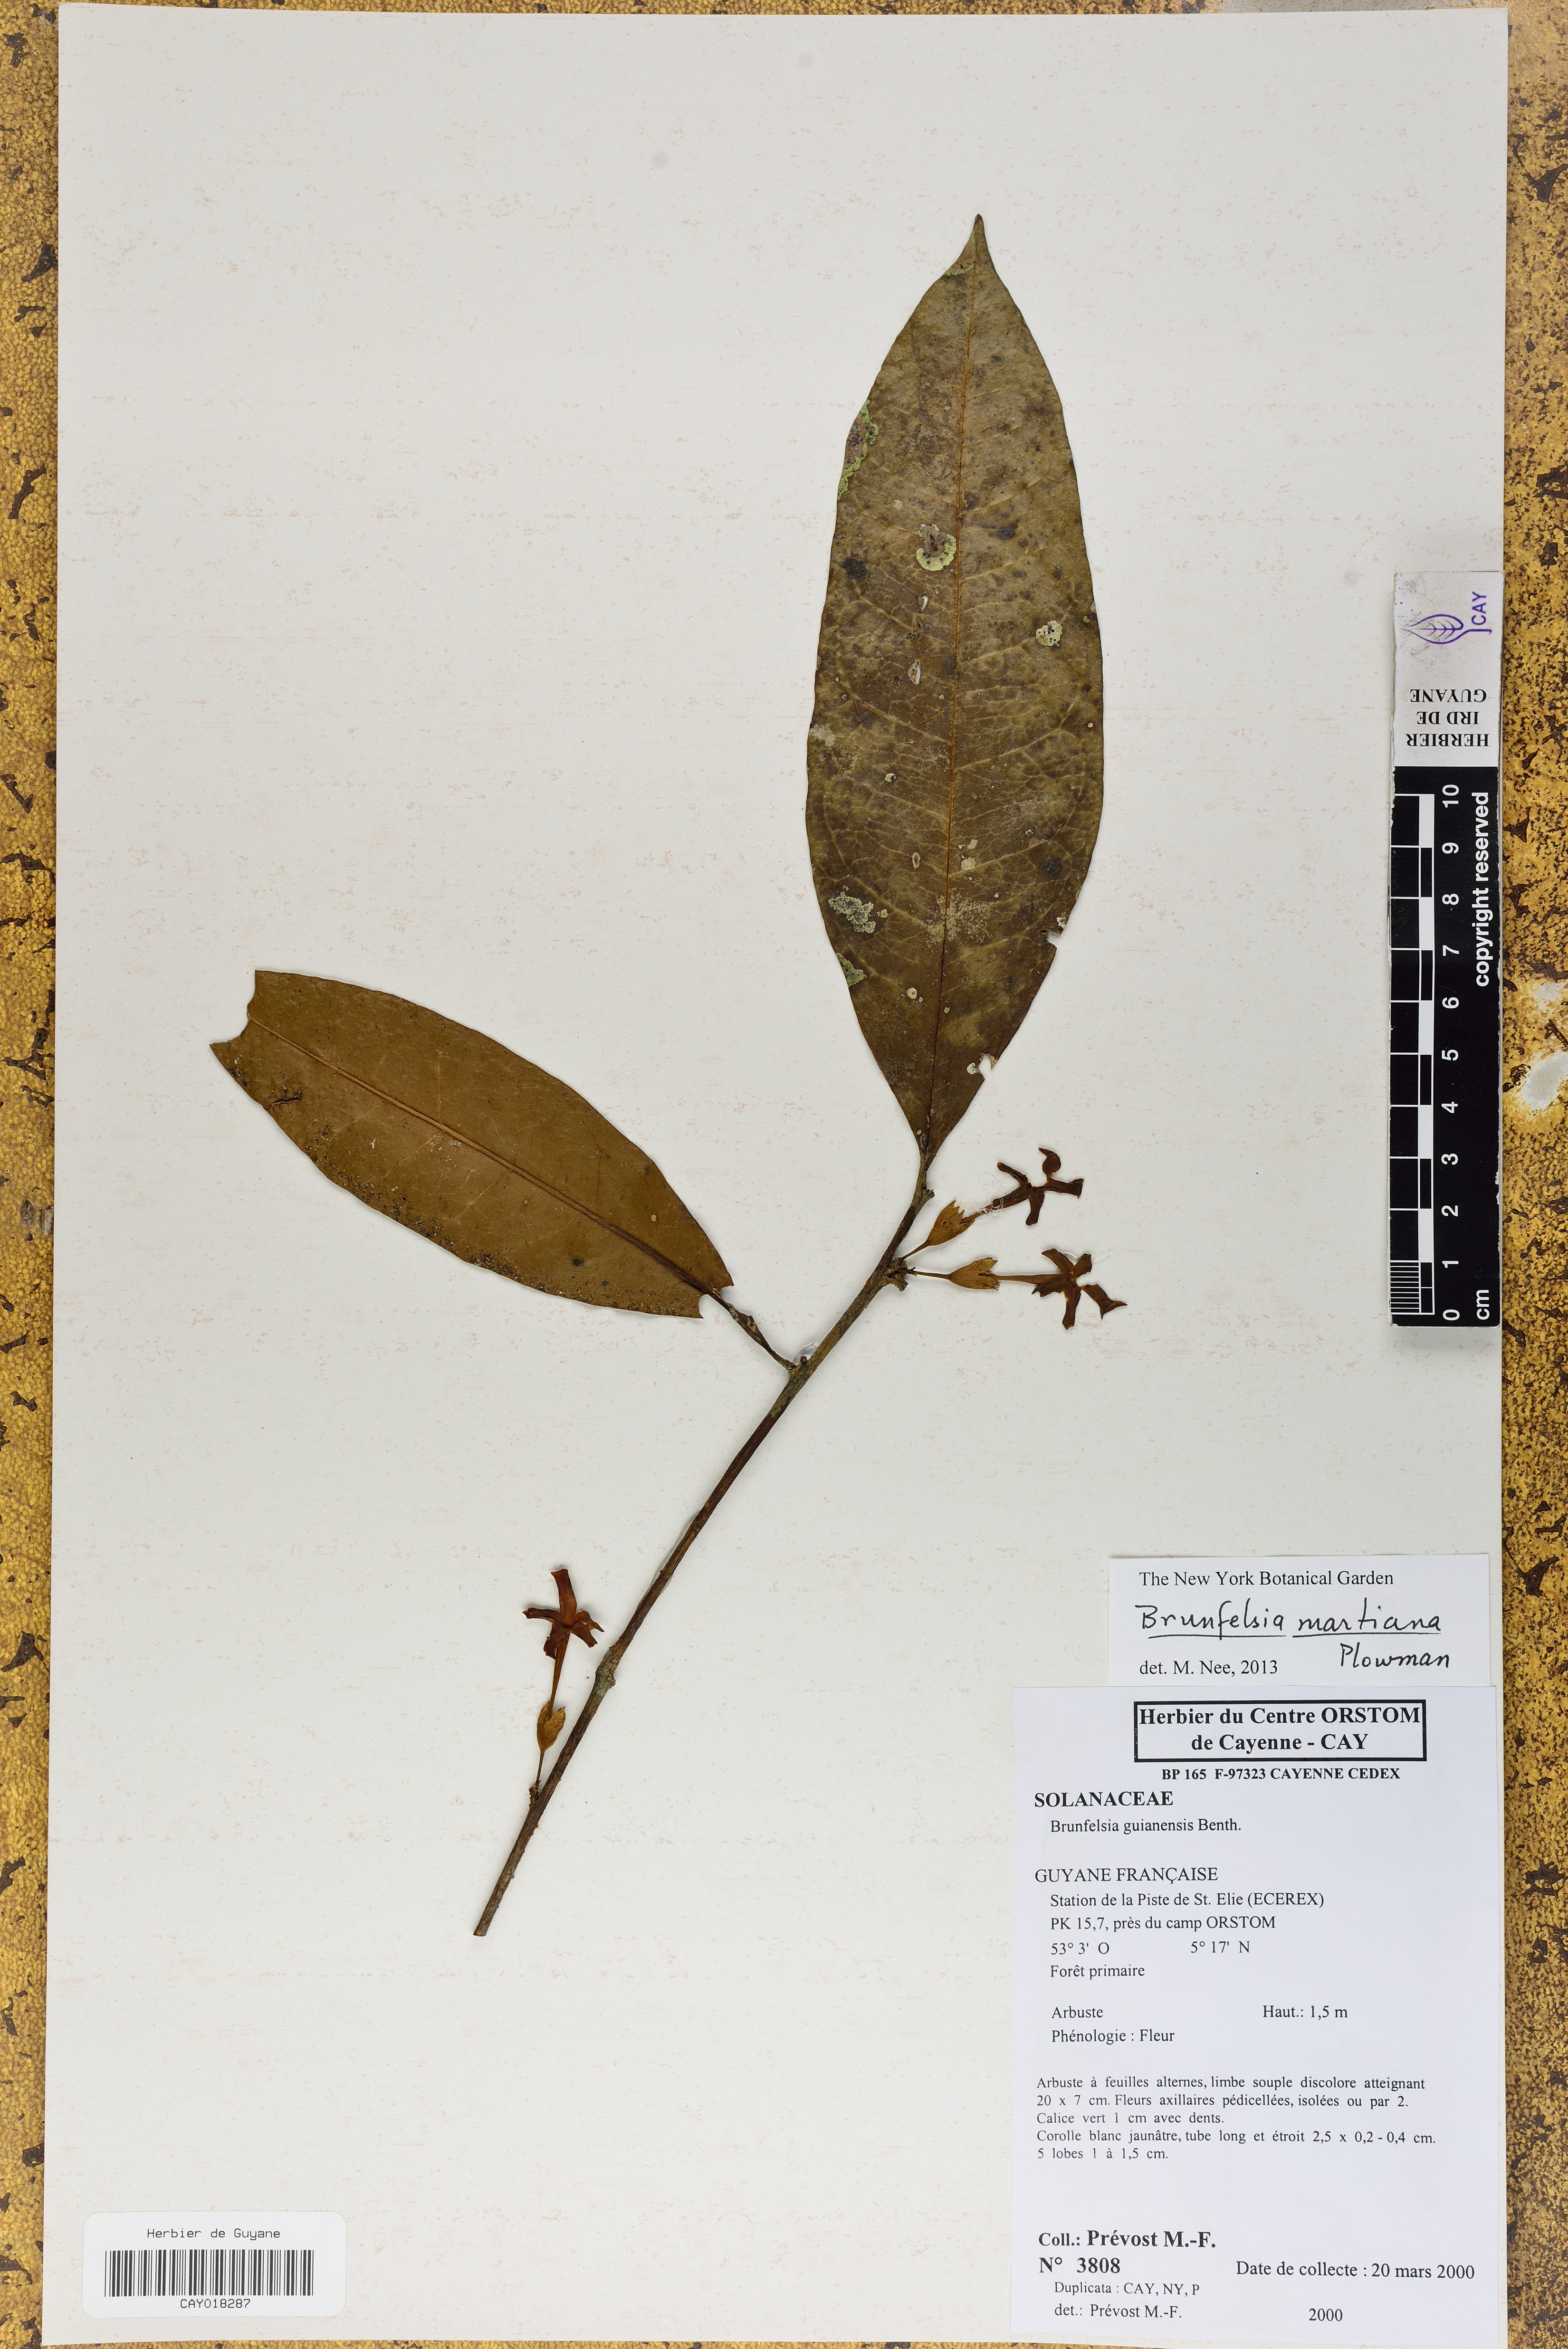 CAY
HERBIER
IRD DE
GUYANE
10
9
8
7
6
5
4
3
2
1
0
cm
copyright reserved
The New York Botanical Garden
Brunfelsia martiana
Plowman
det. M. Nee, 2013
Herbier du Centre ORSTOM
de Cayenne - CAY
BP 165 F-97323 CAYENNE CEDEX
SOLANACEAE
Brunfelsia guianensis Benth.
GUYANE FRANÇAISE
Station de la Piste de St. Elie (ECEREX)
PK 15,7, près du camp ORSTOM
53° 3' O 5° 17' N
Forêt primaire
Arbuste Haut.: 1,5 m
Phénologie : Fleur
Arbuste à feuilles alternes, limbe souple discolore atteignant
20 x 7 cm. Fleurs axillaires pédicellées, isolées ou par 2.
Calice vert 1 cm avec dents.
Corolle blanc jaunâtre, tube long et étroit 2,5 x 0,2 - 0,4 cm.
5 lobes 1 à 1,5 cm.
Coll.: Prévost M.-F.
N° 3808 Date de collecte : 20 mars 2000
Duplicata : CAY, NY, P
det.: Prévost M.-F. 2000
Herbier de Guyane
CAY018287